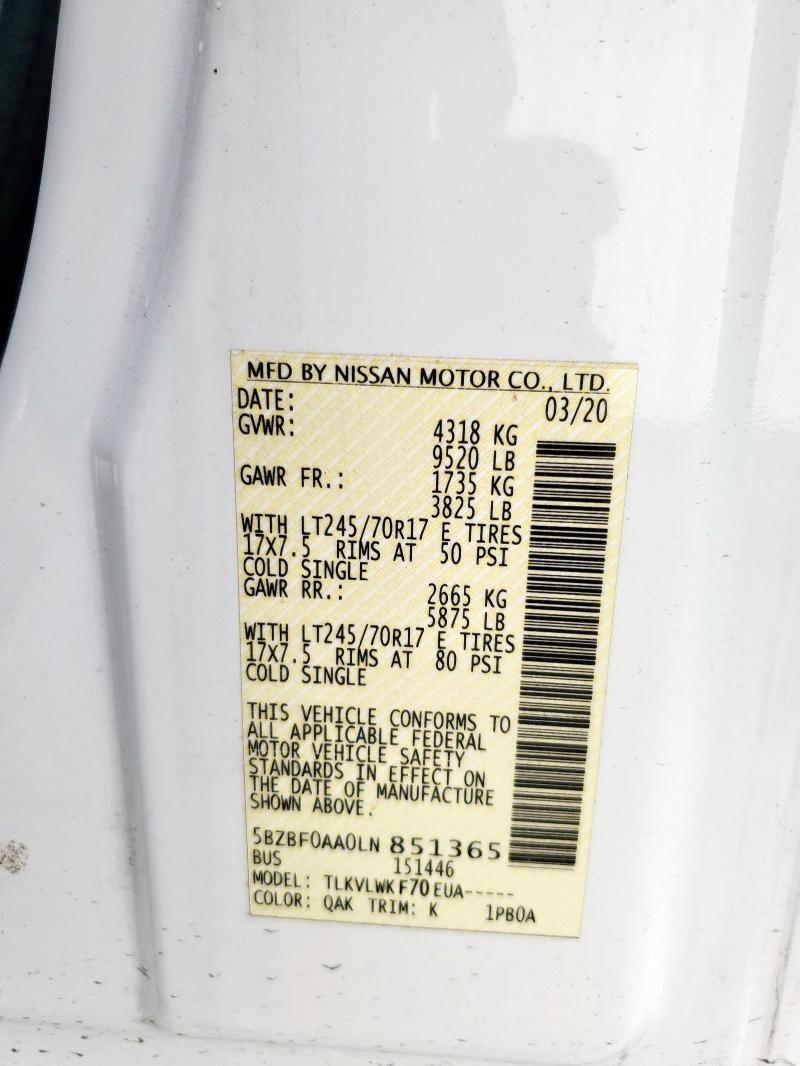 MFD BY NISSAN MOTOR CO., LTD.
DATE: 03/20
GVWR: 4318 KG
9520 LB
GAWR FR.: 1735 KG
3825 LB
WITH LT245/70R17 E TIRES
17X7.5 RIMS AT 50 PSI
COLD SINGLE
GAWR RR.: 2665 KG
5875 LB
WITH LT245/70R17 E TIRES
17X7.5 RIMS AT 80 PSI
COLD SINGLE
THIS VEHICLE CONFORMS TO
ALL APPLICABLE FEDERAL
MOTOR VEHICLE SAFETY
STANDARDS IN EFFECT ON
THE DATE OF MANUFACTURE
SHOWN ABOVE.
5BZBF0AA0LN 851365
BUS 151446
MODEL: TLKVLWK F70 EUA-----
COLOR: QAK TRIM: K 1PB0A